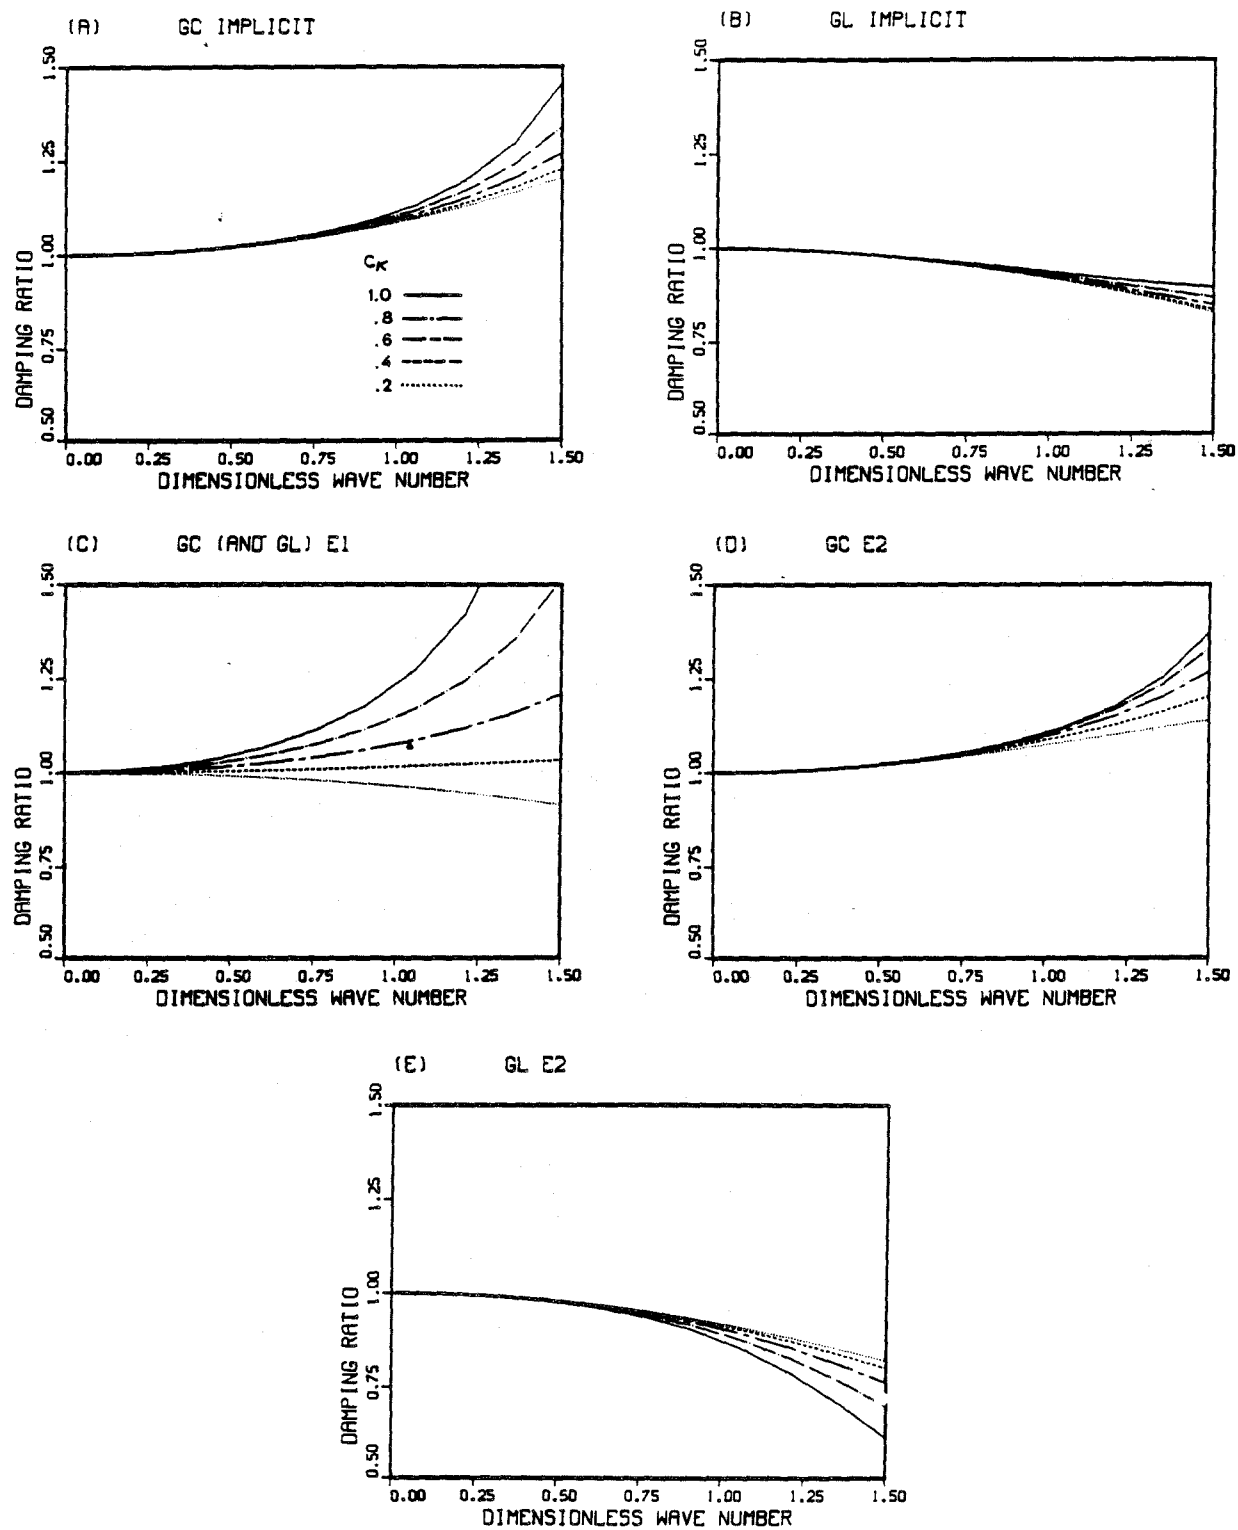 (A) GC IMPLICIT
1.50
1.25
1.00
0.75
0.50
DAMPING RATIO
Cκ
1.0
.8
.6
.4
.2
0.00 0.25 0.50 0.75 1.00 1.25 1.50
DIMENSIONLESS WAVE NUMBER
(B) GL IMPLICIT
1.50
1.25
1.00
0.75
0.50
DAMPING RATIO
0.00 0.25 0.50 0.75 1.00 1.25 1.50
DIMENSIONLESS WAVE NUMBER
(C) GC (AND GL) E1
1.50
1.25
1.00
0.75
0.50
DAMPING RATIO
0.00 0.25 0.50 0.75 1.00 1.25 1.50
DIMENSIONLESS WAVE NUMBER
(D) GC E2
1.50
1.25
1.00
0.75
0.50
DAMPING RATIO
0.00 0.25 0.50 0.75 1.00 1.25 1.50
DIMENSIONLESS WAVE NUMBER
(E) GL E2
1.50
1.25
1.00
0.75
0.50
DAMPING RATIO
0.00 0.25 0.50 0.75 1.00 1.25 1.50
DIMENSIONLESS WAVE NUMBER